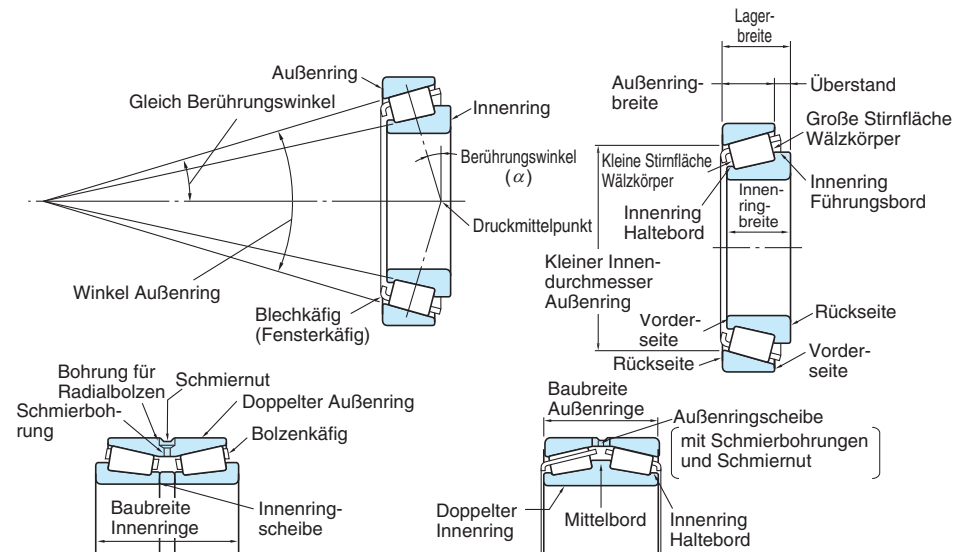 Außenring
Gleich Berührungswinkel
Innenring
Berührungswinkel
(α)
Druckmittelpunkt
Winkel Außenring
Blechkäfig
(Fensterkäfig)
Lager-
breite
Außenring-
breite
Überstand
Große Stirnfläche
Wälzkörper
Kleine Stirnfläche
Wälzkörper
Innenring
Haltebord
Innen-
ring-
breite
Innenring
Führungsbord
Kleiner Innen-
durchmesser
Außenring
Vorder-
seite
Rückseite
Rückseite
Vorder-
seite
Bohrung für
Radialbolzen
Schmiernut
Schmierboh-
rung
Doppelter Außenring
Bolzenkäfig
Baubreite
Innenringe
Innenring-
scheibe
Baubreite
Außenringe
Außenringscheibe
mit Schmierbohrungen
und Schmiernut
Doppelter
Innenring
Mittelbord
Innenring
Haltebord